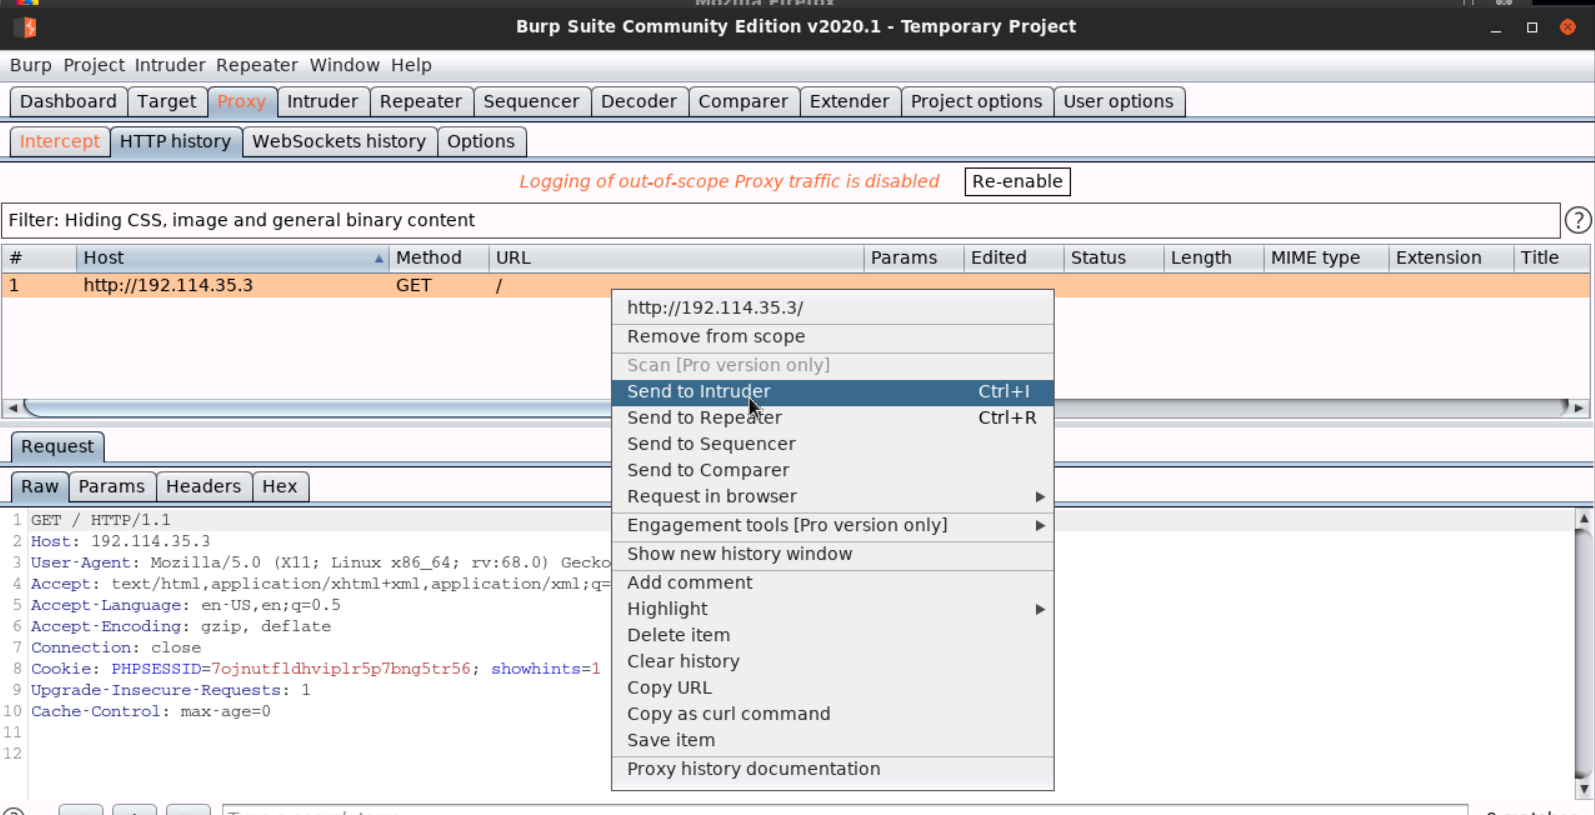 Mozilla Firefox
Burp Suite Community Edition v2020.1 - Temporary Project
Burp Project Intruder Repeater Window Help
Dashboard Target Proxy Intruder Repeater Sequencer Decoder Comparer Extender Project options User options
Intercept HTTP history WebSockets history Options
Logging of out-of-scope Proxy traffic is disabled Re-enable
Filter: Hiding CSS, image and general binary content ?
# Host Method URL Params Edited Status Length MIME type Extension Title
1 http://192.114.35.3 GET /
http://192.114.35.3/
Remove from scope
Scan [Pro version only]
Send to Intruder Ctrl+I
Send to Repeater Ctrl+R
Send to Sequencer
Send to Comparer
Request in browser
Engagement tools [Pro version only]
Show new history window
Add comment
Highlight
Delete item
Clear history
Copy URL
Copy as curl command
Save item
Proxy history documentation
Request
Raw Params Headers Hex
1 GET / HTTP/1.1
2 Host: 192.114.35.3
3 User-Agent: Mozilla/5.0 (X11; Linux x86_64; rv:68.0) Gecko
4 Accept: text/html,application/xhtml+xml,application/xml;q=
5 Accept-Language: en-US,en;q=0.5
6 Accept-Encoding: gzip, deflate
7 Connection: close
8 Cookie: PHPSESSID=7ojnutfldhviplr5p7bng5tr56; showhints=1
9 Upgrade-Insecure-Requests: 1
10 Cache-Control: max-age=0
11
12